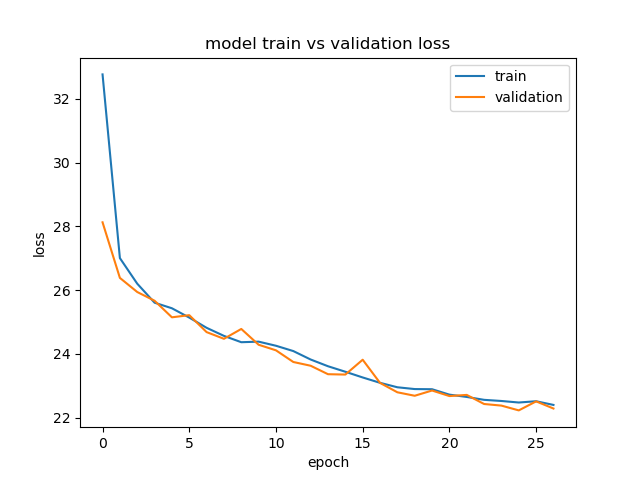 model train vs validation loss
train
validation
32
30
28
26
24
22
loss
0 5 10 15 20 25
epoch